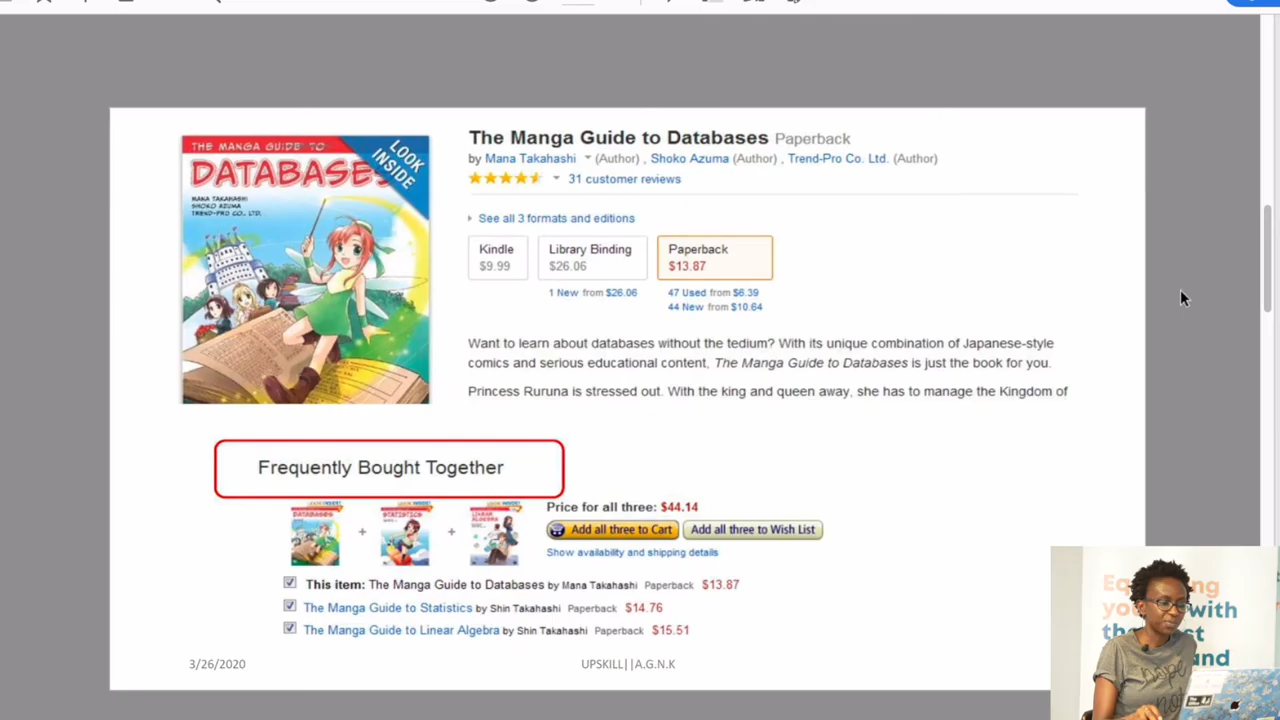 THE MANGA GUIDE TO
DATABASES
LOOK
INSIDE
MANA TAKAHASHI
SHOKO AZUMA
TREND-PRO CO., LTD.
The Manga Guide to Databases Paperback
by Mana Takahashi (Author), Shoko Azuma (Author), Trend-Pro Co. Ltd. (Author)
31 customer reviews
See all 3 formats and editions
Kindle
$9.99
Library Binding
$26.06
Paperback
$13.87
1 New from $26.06
47 Used from $6.39
44 New from $10.64
Want to learn about databases without the tedium? With its unique combination of Japanese-style
comics and serious educational content, The Manga Guide to Databases is just the book for you.
Princess Ruruna is stressed out. With the king and queen away, she has to manage the Kingdom of
Frequently Bought Together
DATABASES
+
STATISTICS
+
LINEAR
ALGEBRA
Price for all three: $44.14
Add all three to Cart
Add all three to Wish List
Show availability and shipping details
This item: The Manga Guide to Databases by Mana Takahashi Paperback $13.87
The Manga Guide to Statistics by Shin Takahashi Paperback $14.76
The Manga Guide to Linear Algebra by Shin Takahashi Paperback $15.51
3/26/2020
UPSKILL||A.G.N.K
with
and
nope
not